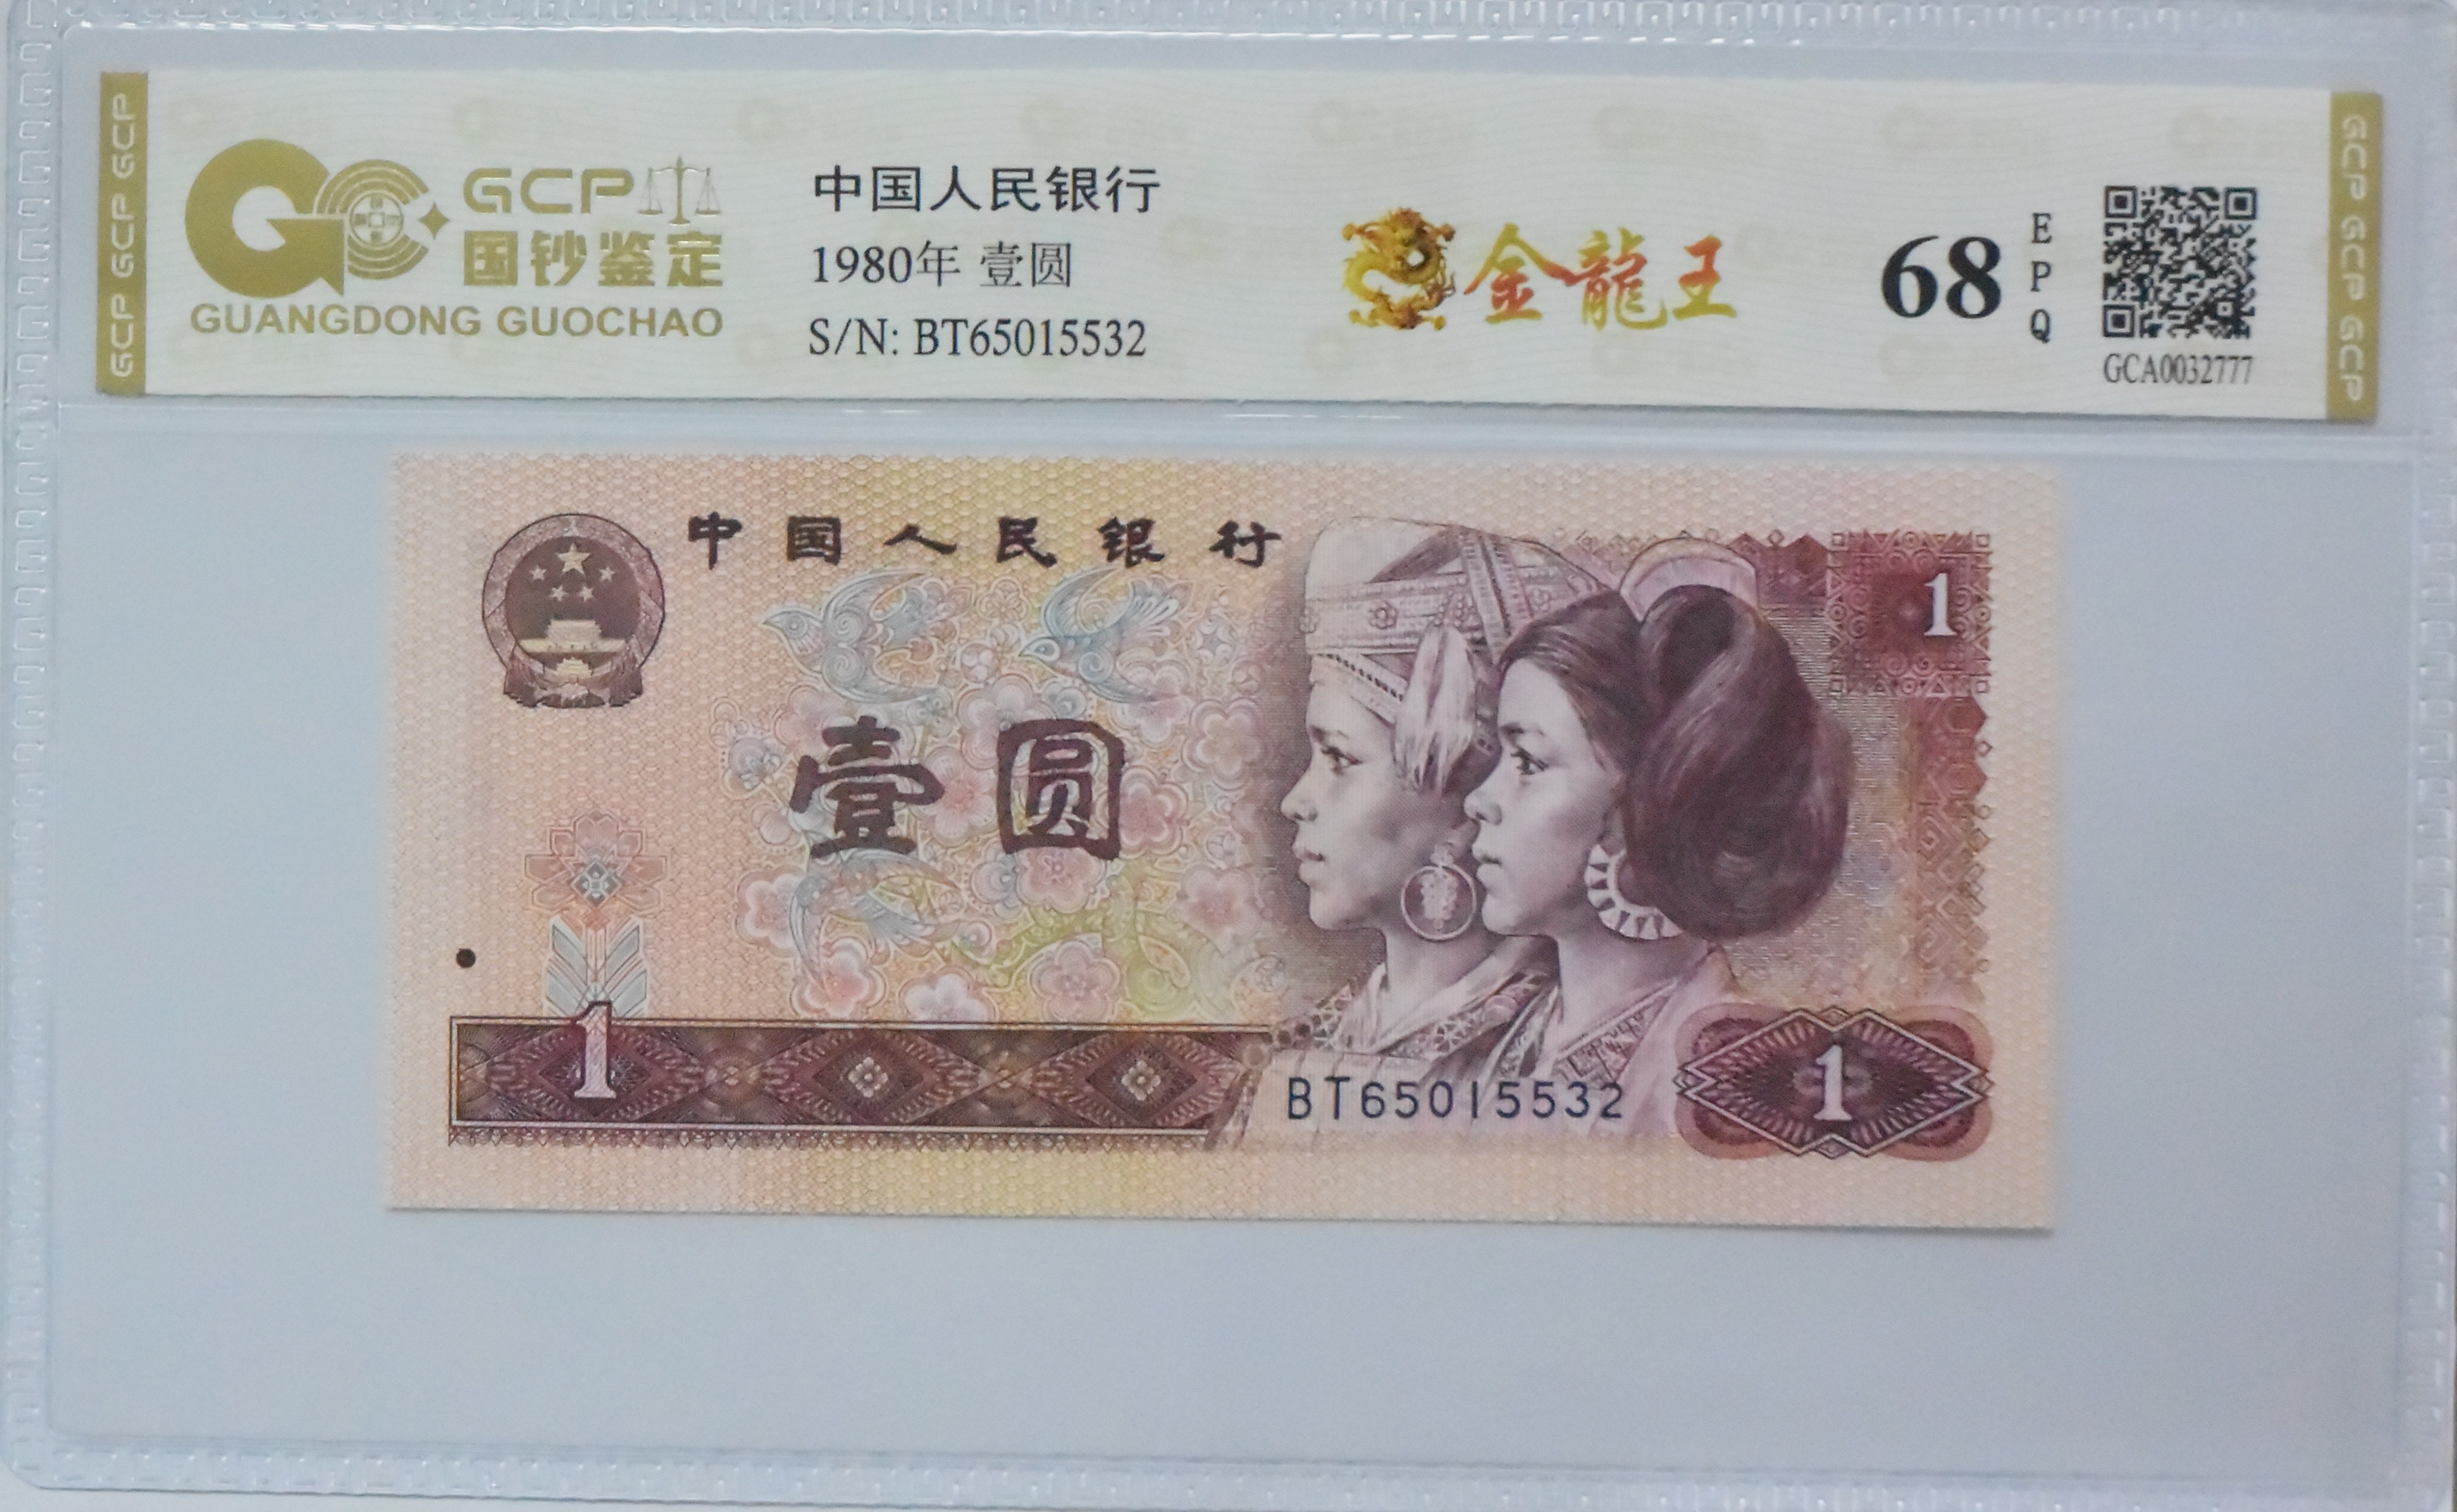 GCP GCP GCP
GCP
国钞鉴定
GUANGDONG GUOCHAO
中国人民银行
1980年 壹圆
S/N: BT65015532
金龍王
68
E
P
Q
GCA0032777
GCP GCP GCP
中国人民银行
1
壹圆
1
BT65015532
1